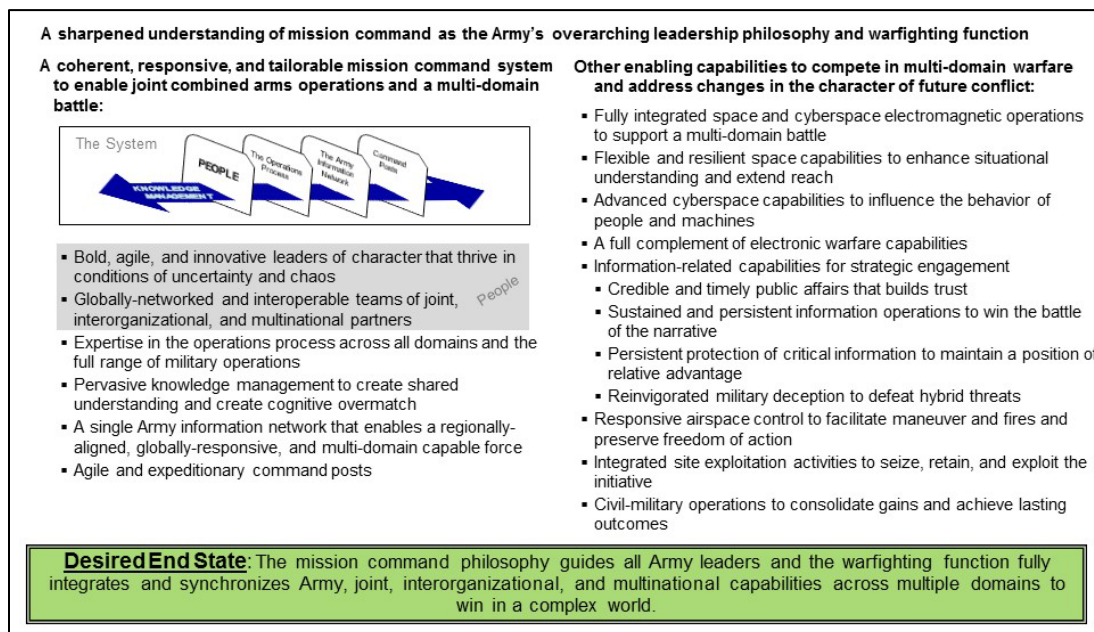 A sharpened understanding of mission command as the Army's overarching leadership philosophy and warfighting function
A coherent, responsive, and tailorable mission command system
to enable joint combined arms operations and a multi-domain
battle:
The System
PEOPLE
The Operations
Process
The Army
Information
Network
Command
Posts
KNOWLEDGE
MANAGEMENT
▪ Bold, agile, and innovative leaders of character that thrive in
conditions of uncertainty and chaos
▪ Globally-networked and interoperable teams of joint,
interorganizational, and multinational partners
People
▪ Expertise in the operations process across all domains and the
full range of military operations
▪ Pervasive knowledge management to create shared
understanding and create cognitive overmatch
▪ A single Army information network that enables a regionally-
aligned, globally-responsive, and multi-domain capable force
▪ Agile and expeditionary command posts
Other enabling capabilities to compete in multi-domain warfare
and address changes in the character of future conflict:
▪ Fully integrated space and cyberspace electromagnetic operations
to support a multi-domain battle
▪ Flexible and resilient space capabilities to enhance situational
understanding and extend reach
▪ Advanced cyberspace capabilities to influence the behavior of
people and machines
▪ A full complement of electronic warfare capabilities
▪ Information-related capabilities for strategic engagement
▪ Credible and timely public affairs that builds trust
▪ Sustained and persistent information operations to win the battle
of the narrative
▪ Persistent protection of critical information to maintain a position of
relative advantage
▪ Reinvigorated military deception to defeat hybrid threats
▪ Responsive airspace control to facilitate maneuver and fires and
preserve freedom of action
▪ Integrated site exploitation activities to seize, retain, and exploit the
initiative
▪ Civil-military operations to consolidate gains and achieve lasting
outcomes
Desired End State: The mission command philosophy guides all Army leaders and the warfighting function fully
integrates and synchronizes Army, joint, interorganizational, and multinational capabilities across multiple domains to
win in a complex world.